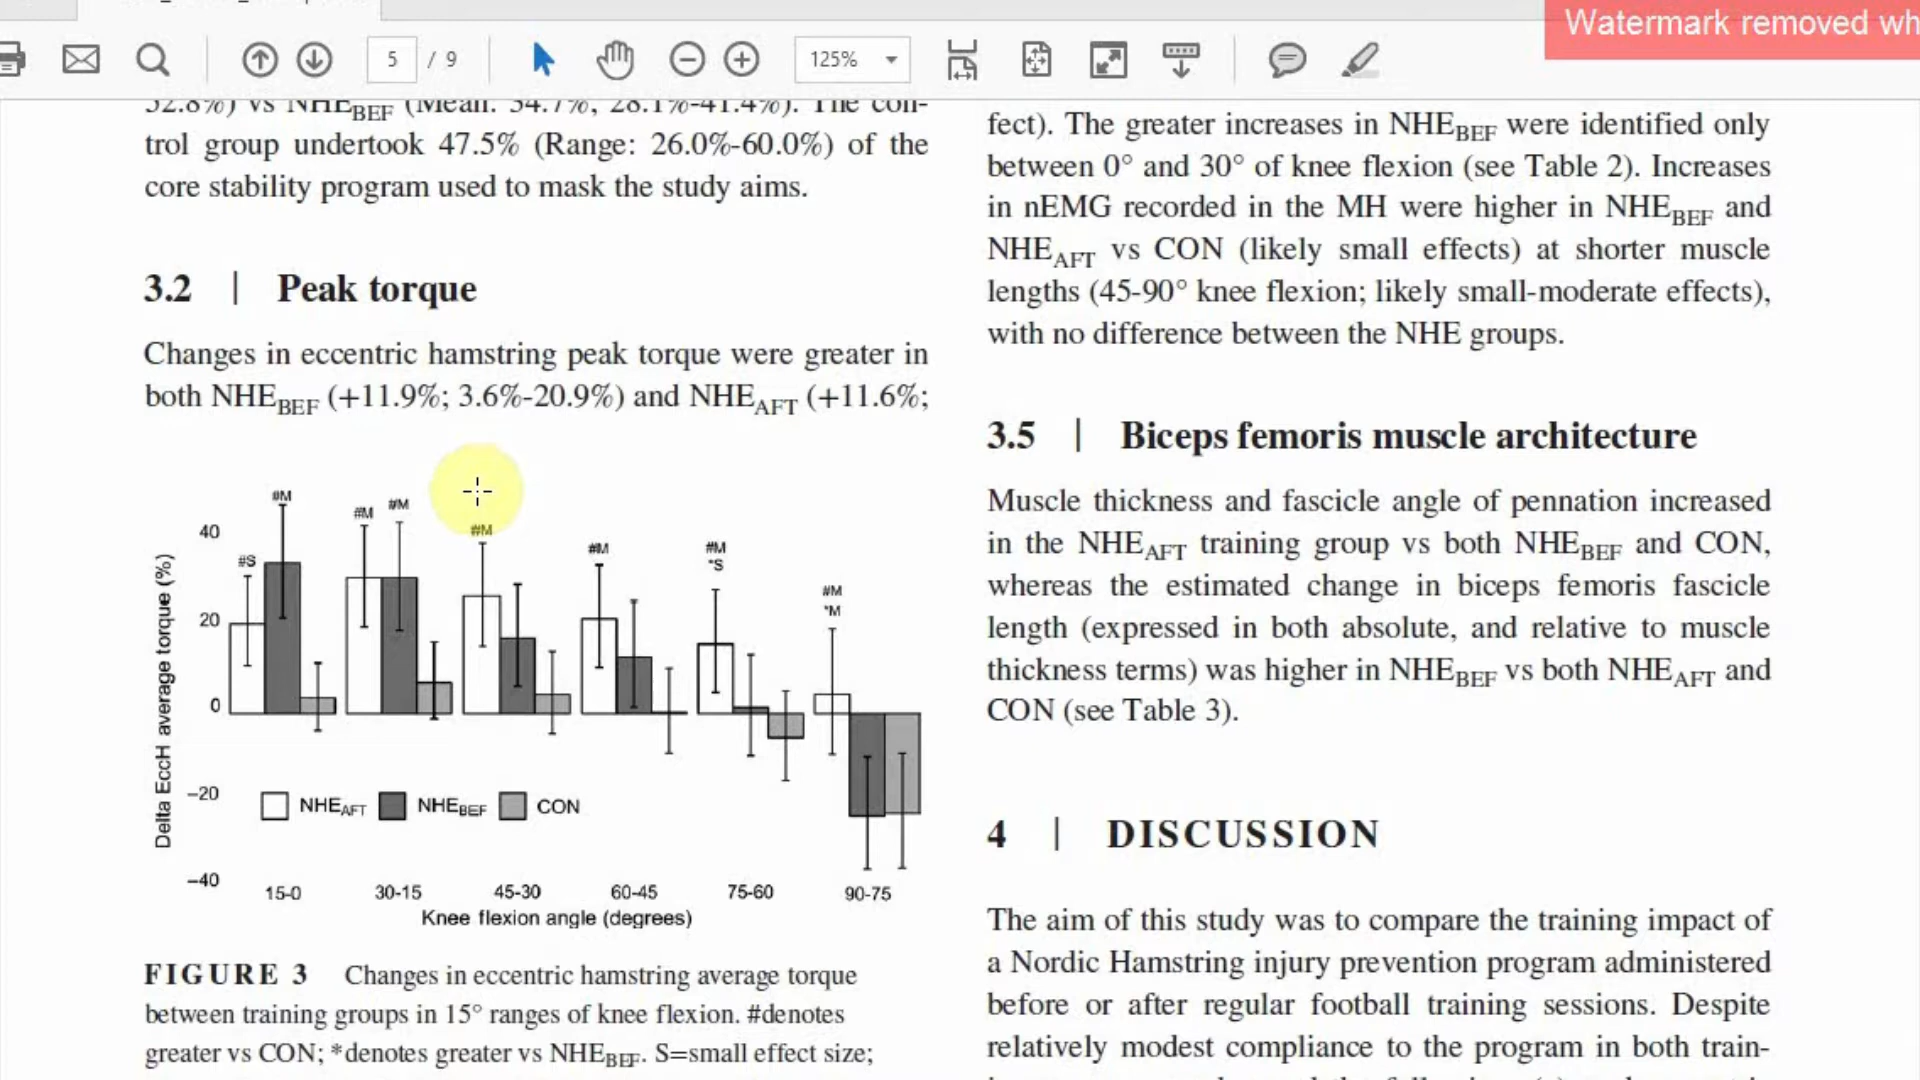 Watermark removed wh
5 / 9
125%
32.8%) vs NHEBEF (Mean: 34.7%, 28.1%-41.4%). The con-
trol group undertook 47.5% (Range: 26.0%-60.0%) of the
core stability program used to mask the study aims.
3.2 | Peak torque
Changes in eccentric hamstring peak torque were greater in
both NHEBEF (+11.9%; 3.6%-20.9%) and NHEAFT (+11.6%;
#S
#M
#M
#M
#M
#M
#M
*S
#M
*M
Delta EccH average torque (%)
40
20
0
−20
−40
NHEAFT NHEBEF CON
15-0 30-15 45-30 60-45 75-60 90-75
Knee flexion angle (degrees)
FIGURE 3 Changes in eccentric hamstring average torque
between training groups in 15° ranges of knee flexion. #denotes
greater vs CON; *denotes greater vs NHEBEF. S=small effect size;
fect). The greater increases in NHEBEF were identified only
between 0° and 30° of knee flexion (see Table 2). Increases
in nEMG recorded in the MH were higher in NHEBEF and
NHEAFT vs CON (likely small effects) at shorter muscle
lengths (45-90° knee flexion; likely small-moderate effects),
with no difference between the NHE groups.
3.5 | Biceps femoris muscle architecture
Muscle thickness and fascicle angle of pennation increased
in the NHEAFT training group vs both NHEBEF and CON,
whereas the estimated change in biceps femoris fascicle
length (expressed in both absolute, and relative to muscle
thickness terms) was higher in NHEBEF vs both NHEAFT and
CON (see Table 3).
4 | DISCUSSION
The aim of this study was to compare the training impact of
a Nordic Hamstring injury prevention program administered
before or after regular football training sessions. Despite
relatively modest compliance to the program in both train-